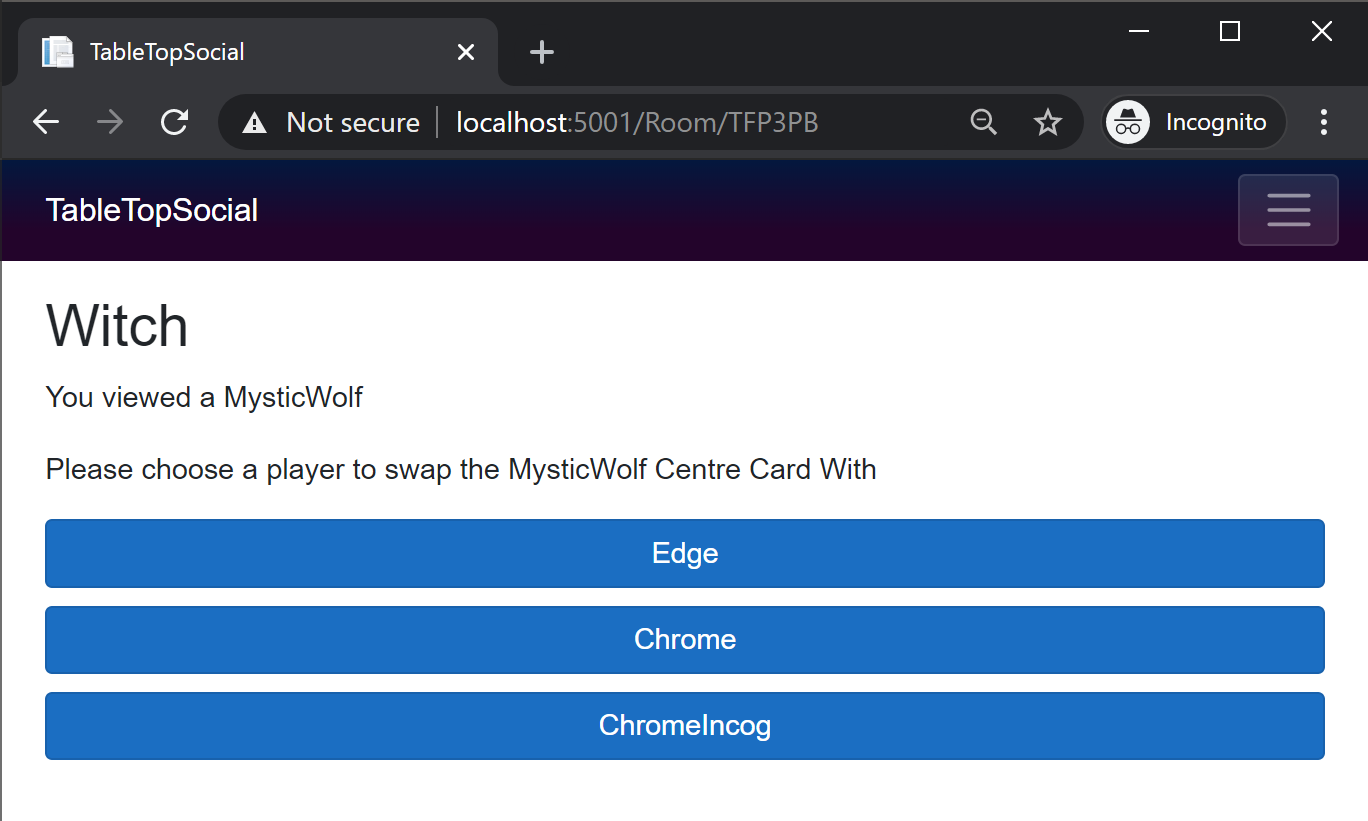 TableTopSocial
Not secure localhost:5001/Room/TFP3PB Incognito
TableTopSocial
Witch
You viewed a MysticWolf
Please choose a player to swap the MysticWolf Centre Card With
Edge
Chrome
ChromeIncog